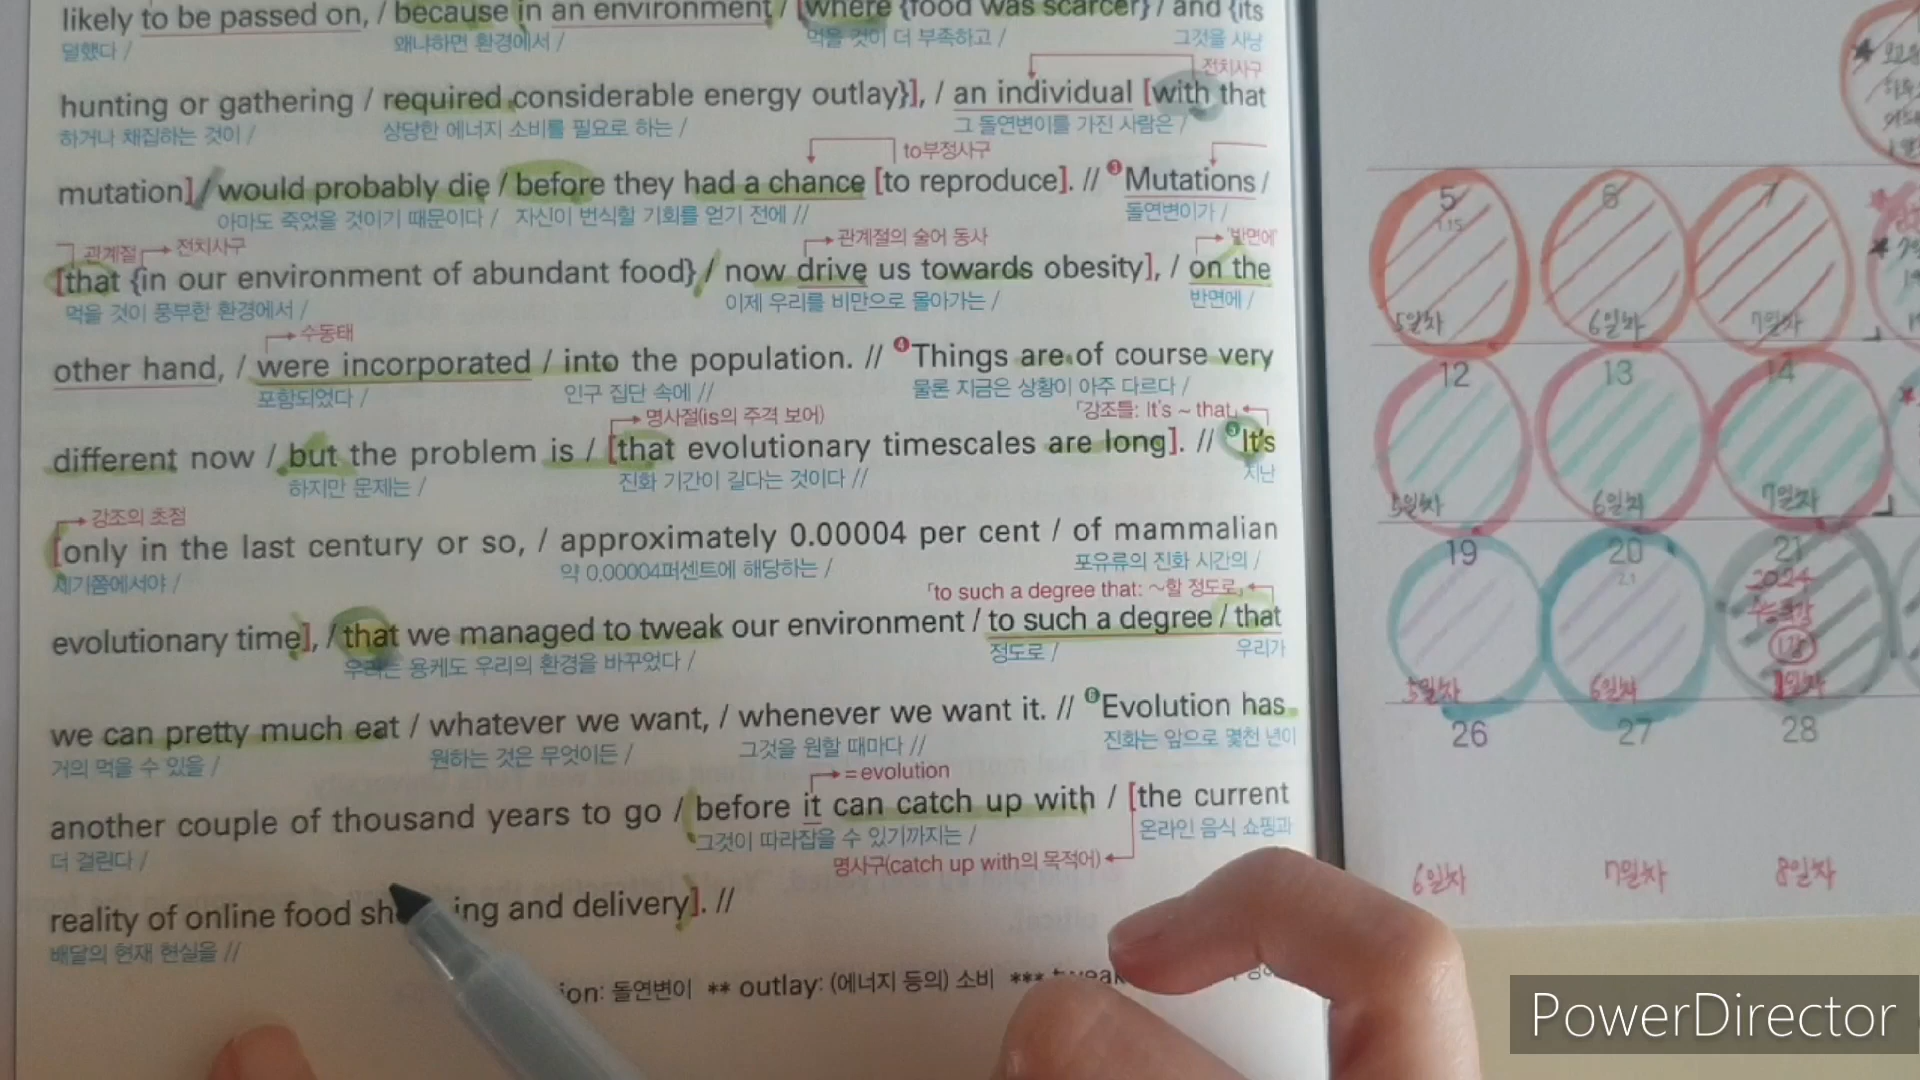 likely to be passed on, / because in an environment / [where {food was scarcer} / and {its
덜했다 / 왜냐하면 환경에서 / 먹을 것이 더 부족하고 / 그것을 사냥
전치사구
hunting or gathering / required considerable energy outlay}], / an individual [with that
하거나 채집하는 것이 / 상당한 에너지 소비를 필요로 하는 / 그 돌연변이를 가진 사람은 /
to부정사구
mutation] / would probably die / before they had a chance [to reproduce]. // ❸Mutations /
아마도 죽었을 것이기 때문이다 / 자신이 번식할 기회를 얻기 전에 // 돌연변이가 /
관계절 전치사구 관계절의 술어 동사 '반면에'
[that {in our environment of abundant food} / now drive us towards obesity], / on the
먹을 것이 풍부한 환경에서 / 이제 우리를 비만으로 몰아가는 / 반면에 /
수동태
other hand, / were incorporated / into the population. // ❹Things are of course very
포함되었다 / 인구 집단 속에 // 물론 지금은 상황이 아주 다르다 /
명사절(is의 주격 보어) 「강조틀: It's ~ that」
different now / but the problem is / [that evolutionary timescales are long]. // ❺It's
하지만 문제는 / 진화 기간이 길다는 것이다 // 지난
강조의 초점
[only in the last century or so, / approximately 0.00004 per cent / of mammalian
세기쯤에서야 / 약 0.00004퍼센트에 해당하는 / 포유류의 진화 시간의 /
「to such a degree that: ~할 정도로」
evolutionary time], / that we managed to tweak our environment / to such a degree / that
우리는 용케도 우리의 환경을 바꾸었다 / 정도로 / 우리가
we can pretty much eat / whatever we want, / whenever we want it. // ❻Evolution has
거의 먹을 수 있을 / 원하는 것은 무엇이든 / 그것을 원할 때마다 // 진화는 앞으로 몇천 년이
= evolution
another couple of thousand years to go / before it can catch up with / [the current
더 걸린다 / 그것이 따라잡을 수 있기까지는 / 온라인 음식 쇼핑과
명사구(catch up with의 목적어)
reality of online food sh ing and delivery]. //
배달의 현재 현실을 //
ion: 돌연변이 ** outlay: (에너지 등의) 소비 ***
5 6 7
5일차 6일차 7일차
12 13 14
5일차 6일차 7일차
19 20 21
2024
1강
5일차 6일차 1일차
26 27 28
6일차 7일차 8일차
PowerDirector